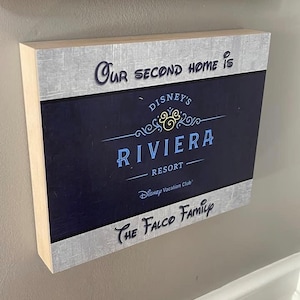 OUR SECOND HOME IS
DISNEY'S
RIVIERA
RESORT
Disney Vacation Club
THE FALCO FAMILY